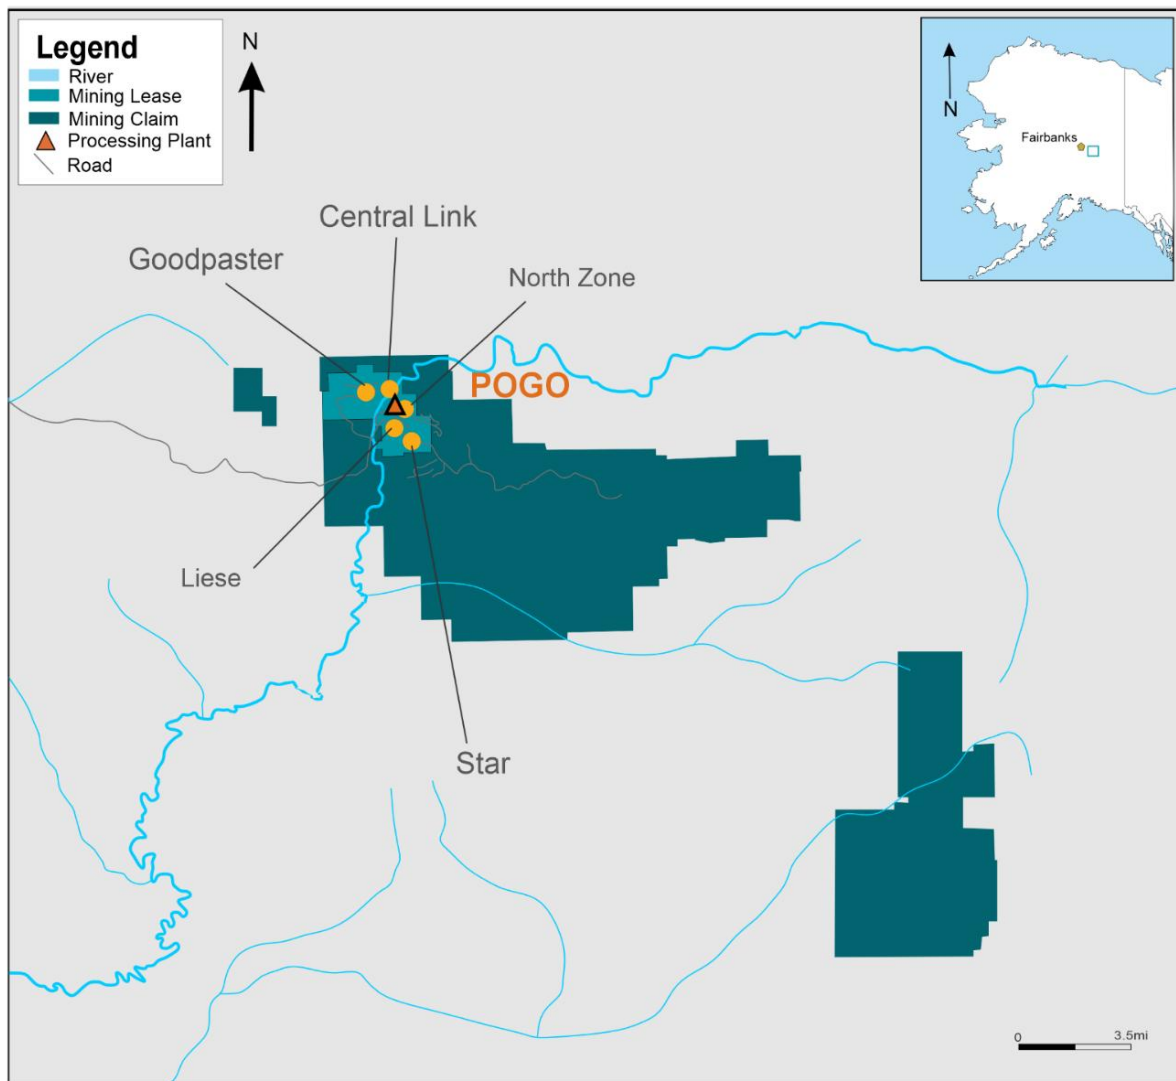 Legend
River
Mining Lease
Mining Claim
Processing Plant
Road
N
N
Fairbanks
Central Link
Goodpaster
North Zone
POGO
Liese
Star
0 3.5mi